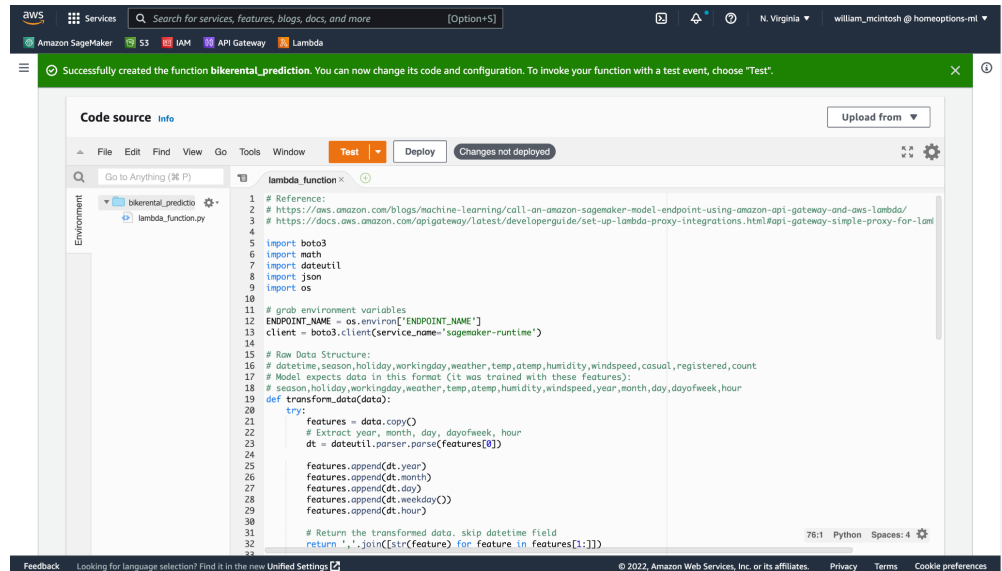 aws
Services
Search for services, features, blogs, docs, and more
[Option+S]
N. Virginia ▼
william_mcintosh @ homeoptions-ml ▼
Amazon SageMaker
S3
IAM
API Gateway
Lambda
Successfully created the function bikerental_prediction. You can now change its code and configuration. To invoke your function with a test event, choose "Test".
Code source Info
Upload from ▼
File Edit Find View Go Tools Window
Test
Deploy
Changes not deployed
Go to Anything (⌘ P)
lambda_function ×
Environment
bikerental_predictio
lambda_function.py
1 # Reference:
2 # https://aws.amazon.com/blogs/machine-learning/call-an-amazon-sagemaker-model-endpoint-using-amazon-api-gateway-and-aws-lambda/
3 # https://docs.aws.amazon.com/apigateway/latest/developerguide/set-up-lambda-proxy-integrations.html#api-gateway-simple-proxy-for-lam
4
5 import boto3
6 import math
7 import dateutil
8 import json
9 import os
10
11 # grab environment variables
12 ENDPOINT_NAME = os.environ['ENDPOINT_NAME']
13 client = boto3.client(service_name='sagemaker-runtime')
14
15 # Raw Data Structure:
16 # datetime,season,holiday,workingday,weather,temp,atemp,humidity,windspeed,casual,registered,count
17 # Model expects data in this format (it was trained with these features):
18 # season,holiday,workingday,weather,temp,atemp,humidity,windspeed,year,month,day,dayofweek,hour
19 def transform_data(data):
20     try:
21         features = data.copy()
22         # Extract year, month, day, dayofweek, hour
23         dt = dateutil.parser.parse(features[0])
24
25         features.append(dt.year)
26         features.append(dt.month)
27         features.append(dt.day)
28         features.append(dt.weekday())
29         features.append(dt.hour)
30
31         # Return the transformed data. skip datetime field
32         return ','.join([str(feature) for feature in features[1:]])
33
76:1 Python Spaces: 4
Feedback
Looking for language selection? Find it in the new Unified Settings
© 2022, Amazon Web Services, Inc. or its affiliates.
Privacy
Terms
Cookie preferences